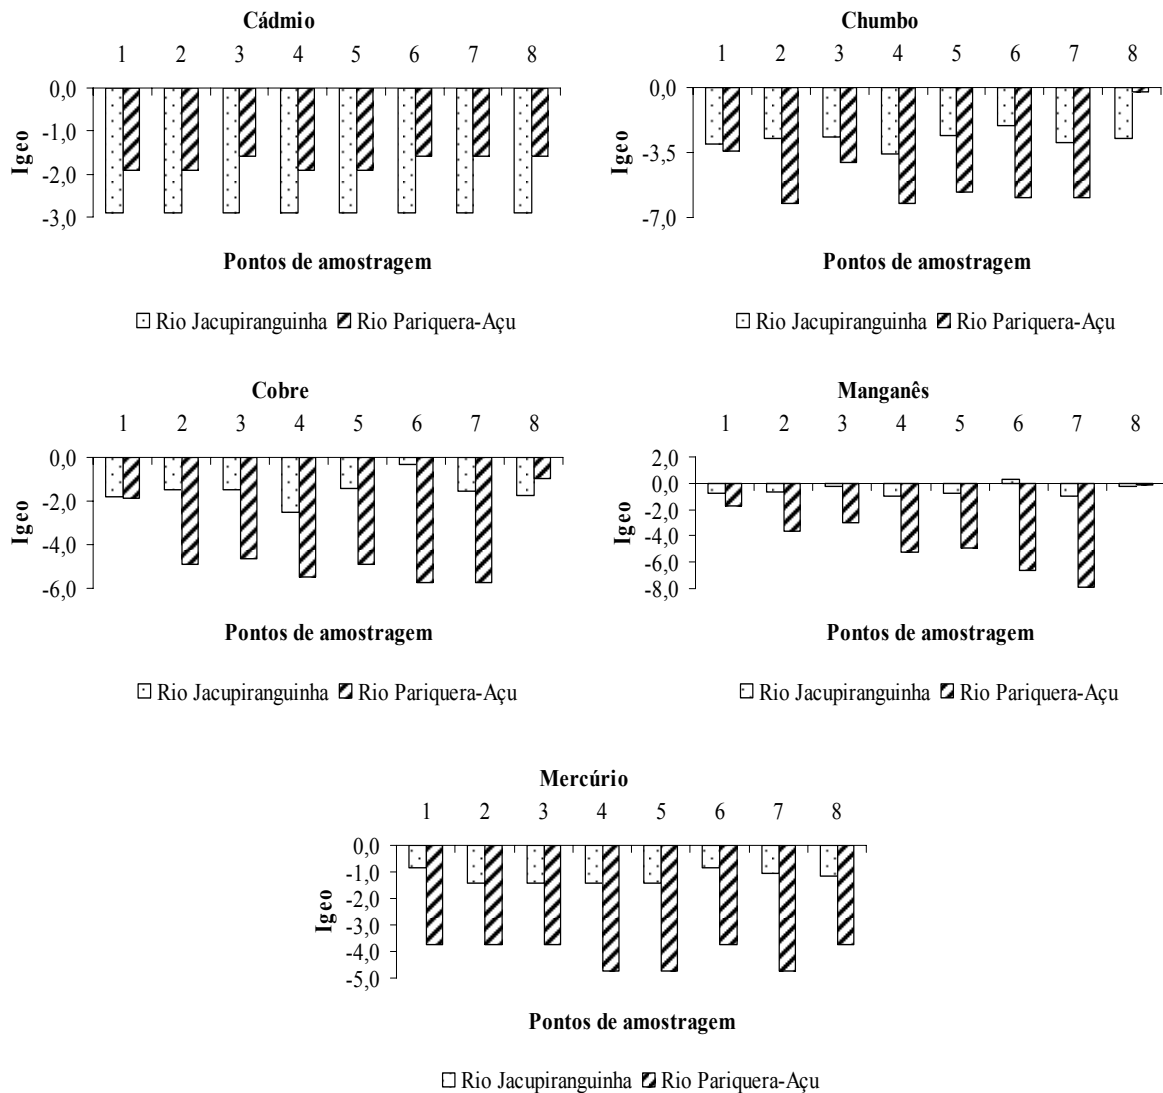 Cádmio
1 2 3 4 5 6 7 8
0,0
-1,0
-2,0
-3,0
Igeo
Pontos de amostragem
Rio Jacupiranguinha Rio Pariquera-Açu
Chumbo
1 2 3 4 5 6 7 8
0,0
-3,5
-7,0
Igeo
Pontos de amostragem
Rio Jacupiranguinha Rio Pariquera-Açu
Cobre
1 2 3 4 5 6 7 8
0,0
-2,0
-4,0
-6,0
Igeo
Pontos de amostragem
Rio Jacupiranguinha Rio Pariquera-Açu
Manganês
1 2 3 4 5 6 7 8
2,0
0,0
-2,0
-4,0
-6,0
-8,0
Igeo
Pontos de amostragem
Rio Jacupiranguinha Rio Pariquera-Açu
Mercúrio
1 2 3 4 5 6 7 8
0,0
-1,0
-2,0
-3,0
-4,0
-5,0
Igeo
Pontos de amostragem
Rio Jacupiranguinha Rio Pariquera-Açu